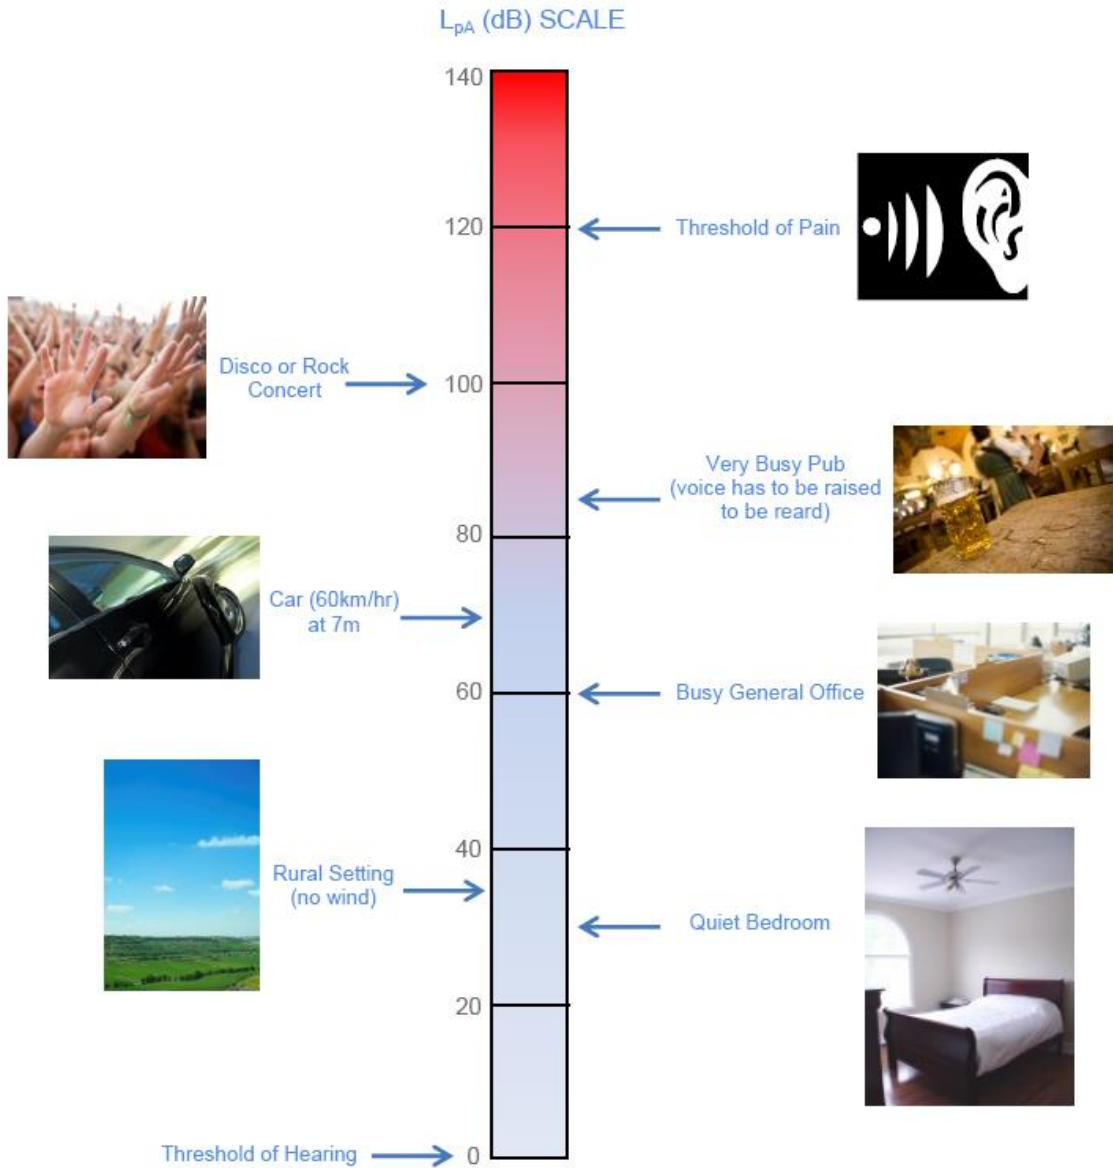 LpA (dB) SCALE
140
120
Threshold of Pain
Disco or Rock
Concert
100
Very Busy Pub
(voice has to be raised
to be reard)
80
Car (60km/hr)
at 7m
60
Busy General Office
40
Rural Setting
(no wind)
Quiet Bedroom
20
Threshold of Hearing
0